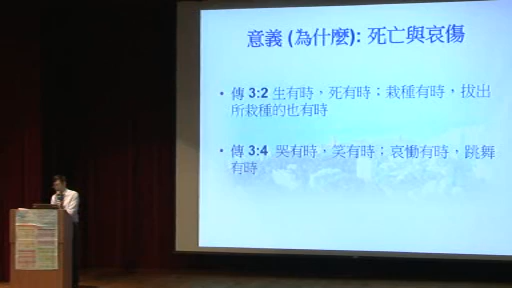 意義 (為什麼): 死亡與哀傷
• 傳 3:2 生有時，死有時；栽種有時，拔出
所栽種的也有時
• 傳 3:4 哭有時，笑有時；哀慟有時，跳舞
有時